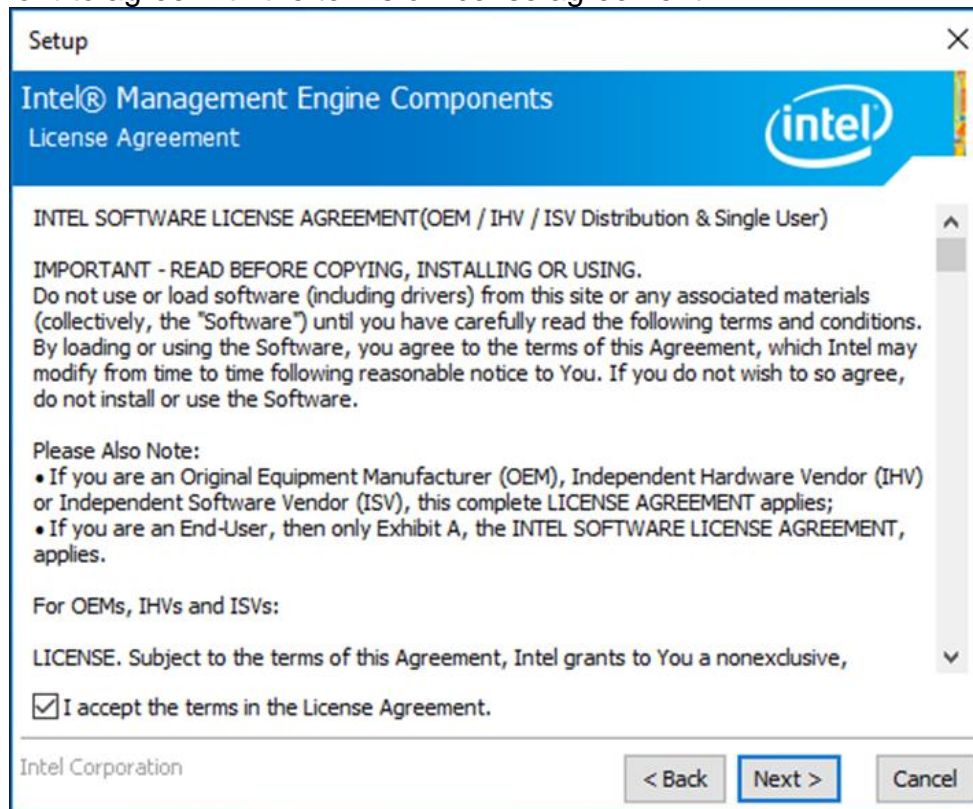 Setup
Intel® Management Engine Components
License Agreement
intel
INTEL SOFTWARE LICENSE AGREEMENT(OEM / IHV / ISV Distribution & Single User)
IMPORTANT - READ BEFORE COPYING, INSTALLING OR USING.
Do not use or load software (including drivers) from this site or any associated materials
(collectively, the "Software") until you have carefully read the following terms and conditions.
By loading or using the Software, you agree to the terms of this Agreement, which Intel may
modify from time to time following reasonable notice to You. If you do not wish to so agree,
do not install or use the Software.
Please Also Note:
• If you are an Original Equipment Manufacturer (OEM), Independent Hardware Vendor (IHV)
or Independent Software Vendor (ISV), this complete LICENSE AGREEMENT applies;
• If you are an End-User, then only Exhibit A, the INTEL SOFTWARE LICENSE AGREEMENT,
applies.
For OEMs, IHVs and ISVs:
LICENSE. Subject to the terms of this Agreement, Intel grants to You a nonexclusive,
I accept the terms in the License Agreement.
Intel Corporation
< Back
Next >
Cancel